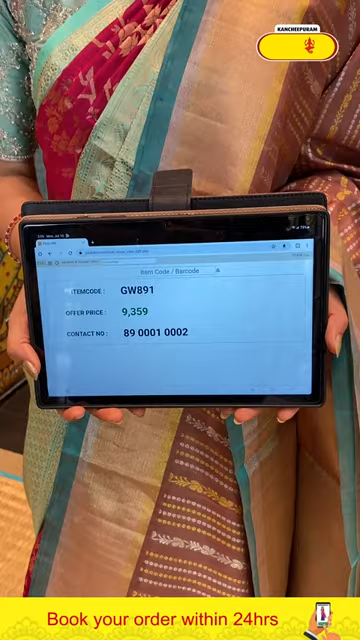 KANCHEEPURAM
Item Code / Barcode
ITEMCODE : GW891
OFFER PRICE : 9,359
CONTACT NO : 89 0001 0002
Book your order within 24hrs